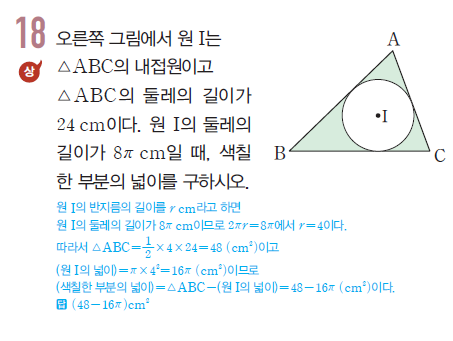 18
상
오른쪽 그림에서 원 I는
△ABC의 내접원이고
△ABC의 둘레의 길이가
24 cm이다. 원 I의 둘레의
길이가 8π cm일 때, 색칠
한 부분의 넓이를 구하시오.
A
I
B
C
원 I의 반지름의 길이를 r cm라고 하면
원 I의 둘레의 길이가 8π cm이므로 2πr=8π에서 r=4이다.
따라서 △ABC=1/2×4×24=48 (cm²)이고
(원 I의 넓이)=π×4²=16π (cm²)이므로
(색칠한 부분의 넓이)=△ABC-(원 I의 넓이)=48-16π (cm²)이다.
답 (48-16π)cm²